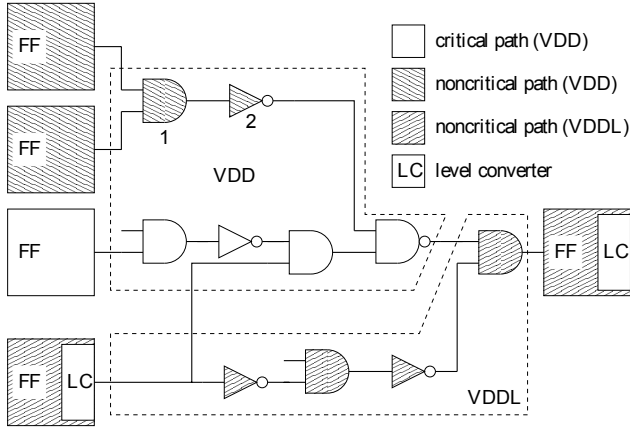 FF
critical path (VDD)
noncritical path (VDD)
1
2
FF
noncritical path (VDDL)
VDD
LC
level converter
FF
FF
LC
FF
LC
VDDL